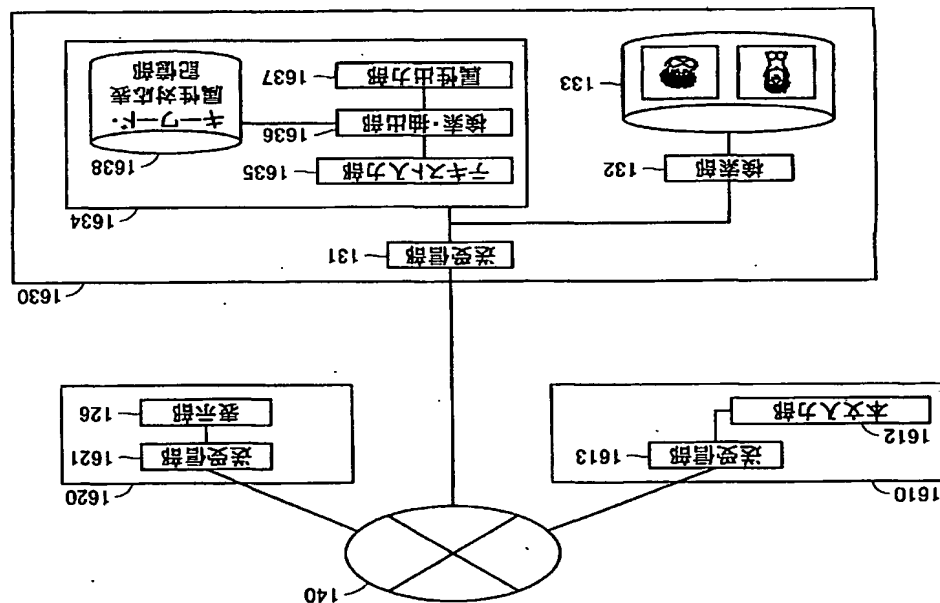 140
1610
1613
送受信部
1612
本文入力部
1620
1621
送受信部
126
表示部
1630
131
送受信部
132
検索部
133
1634
1635
テキスト入力部
1636
検索・抽出部
1637
属性出力部
1638
キーワード・
属性対応表
記憶部